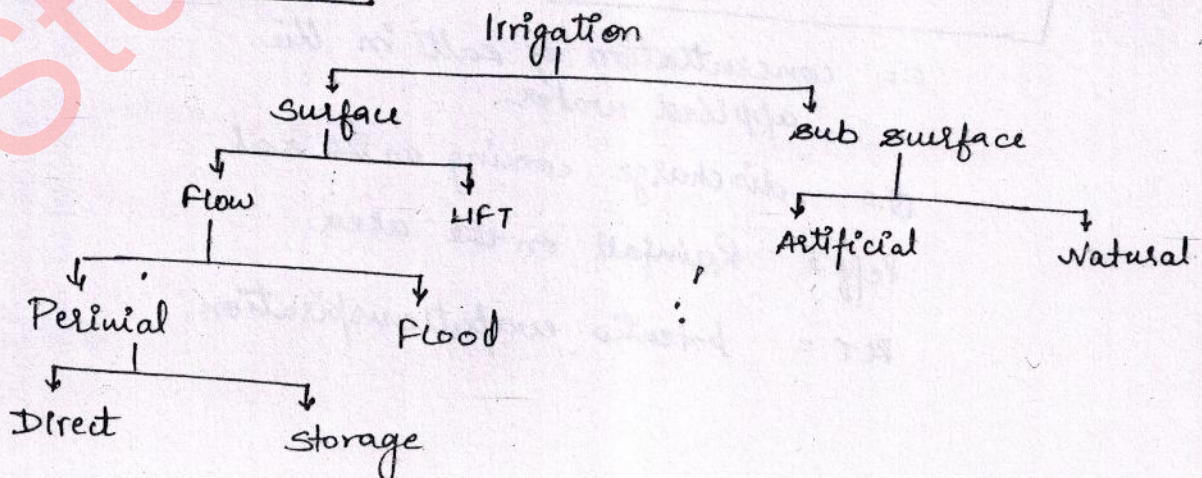 Irrigation
Surface
sub surface
Flow
LIFT
Artificial
Natural
Perinial
Flood
Direct
Storage